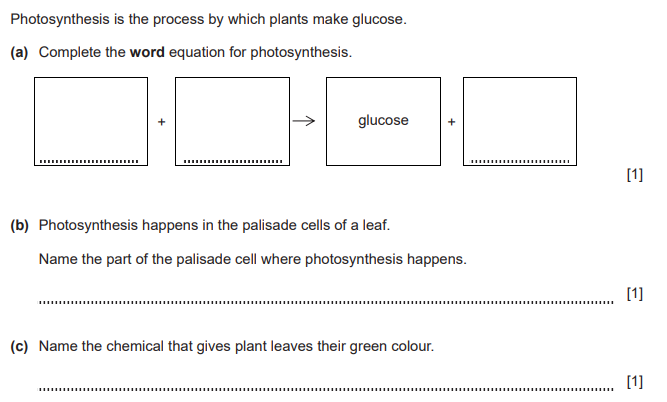 Photosynthesis is the process by which plants make glucose.
(a) Complete the word equation for photosynthesis.
+ → glucose +
[1]
(b) Photosynthesis happens in the palisade cells of a leaf.
Name the part of the palisade cell where photosynthesis happens.
[1]
(c) Name the chemical that gives plant leaves their green colour.
[1]